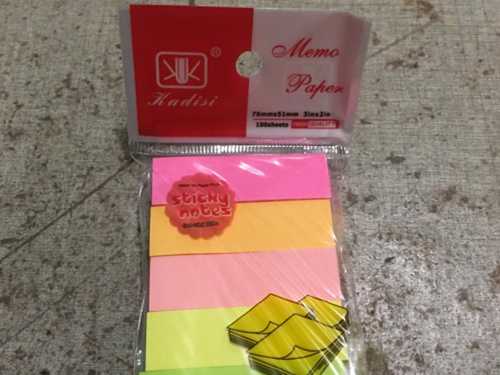 Memo
Paper
®
Kadisi
76mmx51mm 3inx2in
100sheets
sticky
notes